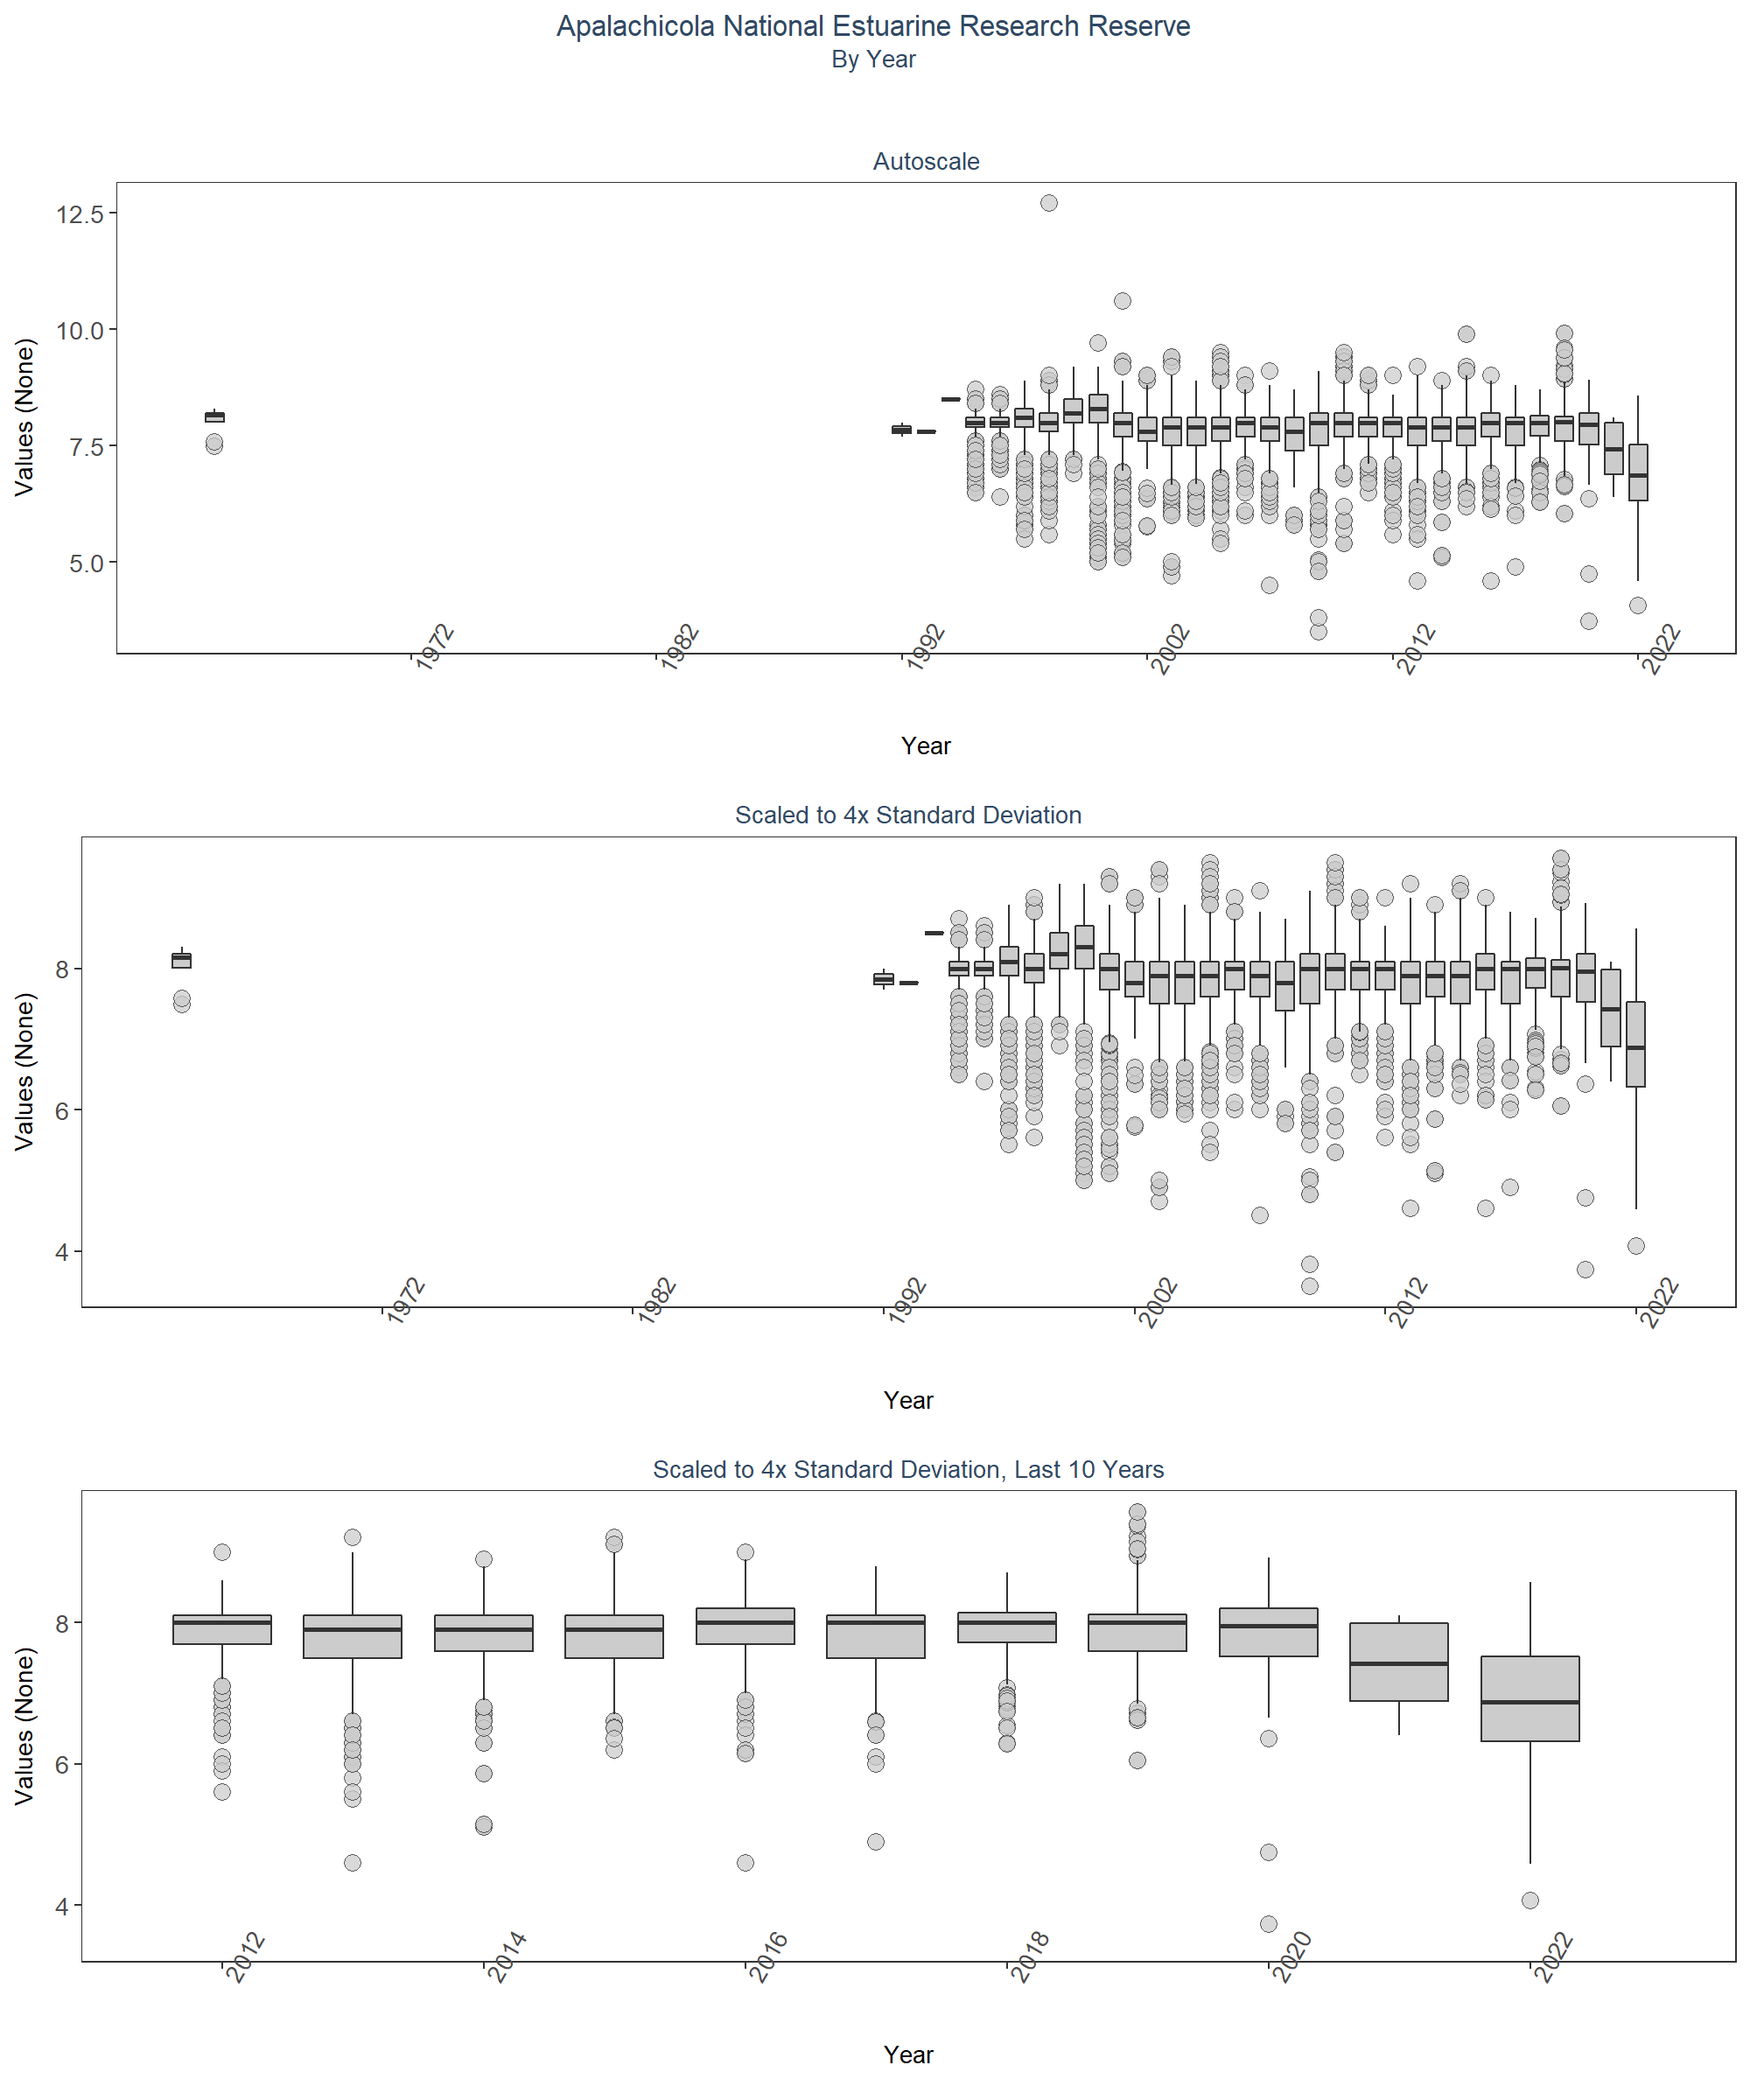 Apalachicola National Estuarine Research Reserve
By Year
Autoscale
Values (None)
12.5
10.0
7.5
5.0
1972 1982 1992 2002 2012 2022
Year
Scaled to 4x Standard Deviation
Values (None)
8
6
4
1972 1982 1992 2002 2012 2022
Year
Scaled to 4x Standard Deviation, Last 10 Years
Values (None)
8
6
4
2012 2014 2016 2018 2020 2022
Year